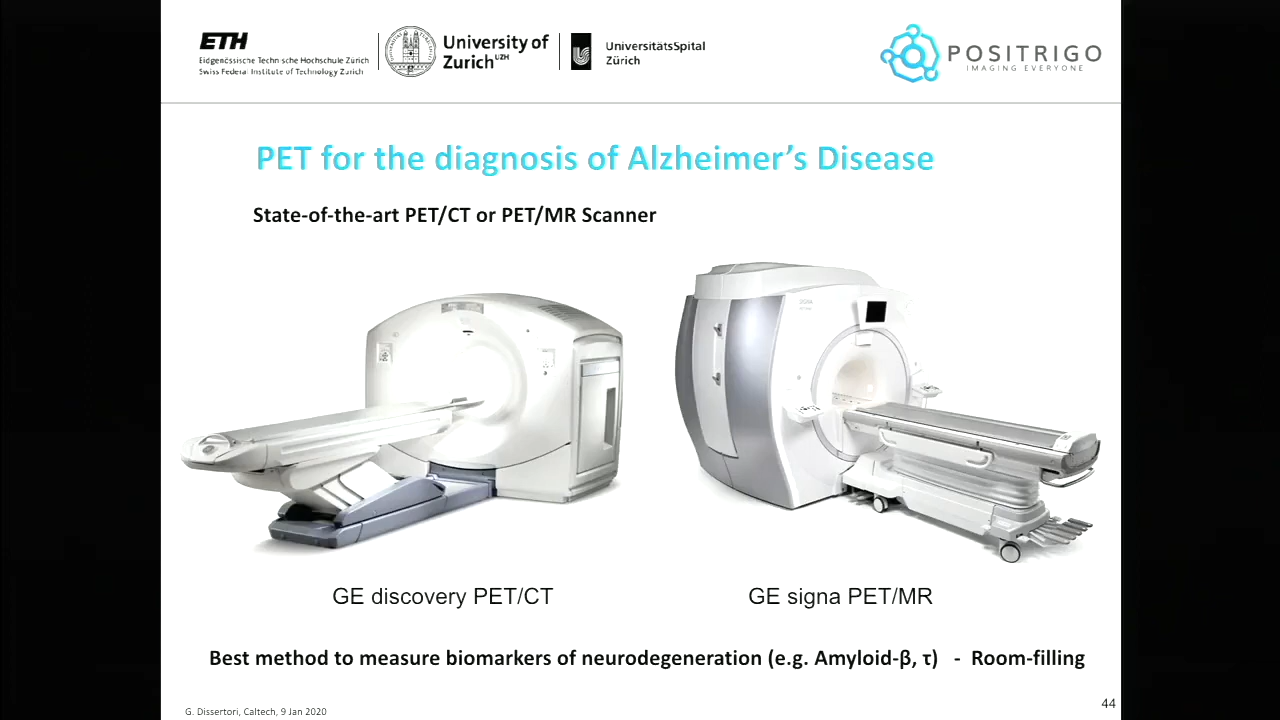 ETH
Eidgenössische Technische Hochschule Zürich
Swiss Federal Institute of Technology Zurich
University of
Zurich UZH
UniversitätsSpital
Zürich
POSITRIGO
IMAGING EVERYONE
PET for the diagnosis of Alzheimer's Disease
State-of-the-art PET/CT or PET/MR Scanner
GE discovery PET/CT
GE signa PET/MR
Best method to measure biomarkers of neurodegeneration (e.g. Amyloid-β, τ) - Room-filling
G. Dissertori, Caltech, 9 Jan 2020
44